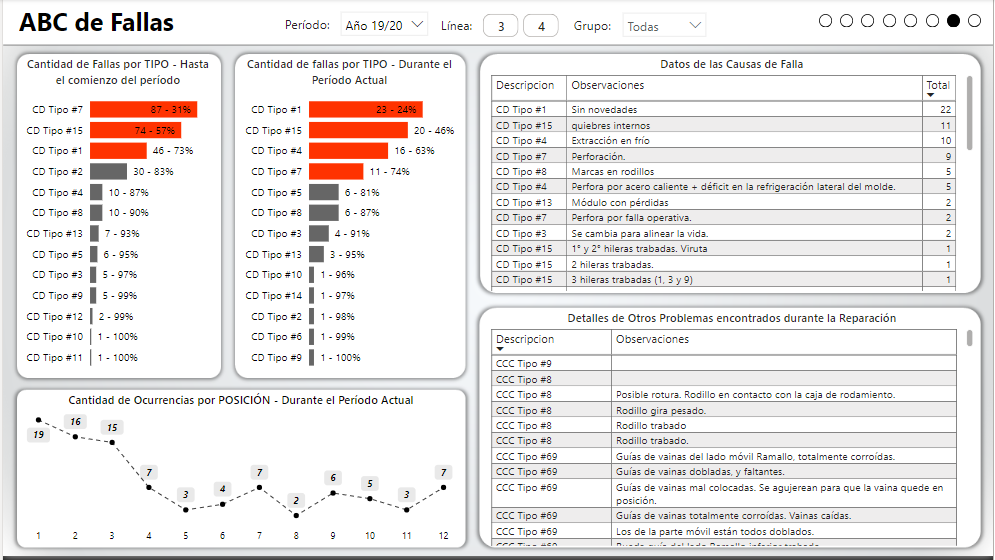 ABC de Fallas
Período: Año 19/20 Línea: 3 4 Grupo: Todas
Cantidad de Fallas por TIPO - Hasta
el comienzo del período
CD Tipo #7 87 - 31%
CD Tipo #15 74 - 57%
CD Tipo #1 46 - 73%
CD Tipo #2 30 - 83%
CD Tipo #4 10 - 87%
CD Tipo #8 10 - 90%
CD Tipo #13 7 - 93%
CD Tipo #5 6 - 95%
CD Tipo #3 5 - 97%
CD Tipo #9 5 - 99%
CD Tipo #12 2 - 99%
CD Tipo #10 1 - 100%
CD Tipo #11 1 - 100%
Cantidad de fallas por TIPO - Durante el
Período Actual
CD Tipo #1 23 - 24%
CD Tipo #15 20 - 46%
CD Tipo #4 16 - 63%
CD Tipo #7 11 - 74%
CD Tipo #5 6 - 81%
CD Tipo #8 6 - 87%
CD Tipo #3 4 - 91%
CD Tipo #13 3 - 95%
CD Tipo #10 1 - 96%
CD Tipo #14 1 - 97%
CD Tipo #2 1 - 98%
CD Tipo #6 1 - 99%
CD Tipo #9 1 - 100%
Cantidad de Ocurrencias por POSICIÓN - Durante el Período Actual
19 16 15 7 3 4 7 2 6 5 3 7
1 2 3 4 5 6 7 8 9 10 11 12
Datos de las Causas de Falla
Descripcion Observaciones Total
CD Tipo #1 Sin novedades 22
CD Tipo #15 quiebres internos 11
CD Tipo #4 Extracción en frío 10
CD Tipo #7 Perforación. 9
CD Tipo #8 Marcas en rodillos 5
CD Tipo #4 Perfora por acero caliente + déficit en la refrigeración lateral del molde. 5
CD Tipo #13 Módulo con pérdidas 2
CD Tipo #7 Perfora por falla operativa. 2
CD Tipo #3 Se cambia para alinear la vida. 2
CD Tipo #15 1° y 2° hileras trabadas. Viruta 1
CD Tipo #15 2 hileras trabadas. 1
CD Tipo #15 3 hileras trabadas (1, 3 y 9) 1
Detalles de Otros Problemas encontrados durante la Reparación
Descripcion Observaciones
CCC Tipo #9
CCC Tipo #8
CCC Tipo #8 Posible rotura. Rodillo en contacto con la caja de rodamiento.
CCC Tipo #8 Rodillo gira pesado.
CCC Tipo #8 Rodillo trabado
CCC Tipo #8 Rodillo trabado.
CCC Tipo #69 Guías de vainas del lado móvil Ramallo, totalmente corroídas.
CCC Tipo #69 Guías de vainas dobladas, y faltantes.
CCC Tipo #69 Guías de vainas mal colocadas. Se agujerean para que la vaina quede en
posición.
CCC Tipo #69 Guías de vainas totalmente corroídas. Vainas caídas.
CCC Tipo #69 Los de la parte móvil están todos doblados.